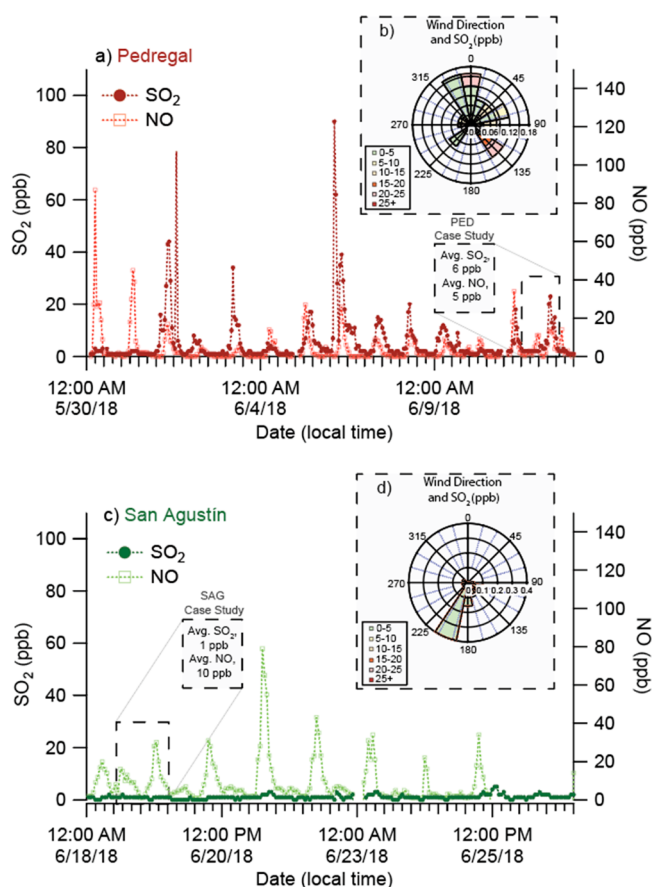 a) Pedregal
SO2
NO
SO2 (ppb)
100
80
60
40
20
0
NO (ppb)
140
120
100
80
60
40
20
0
b)
Wind Direction
and SO2 (ppb)
0
45
90
135
180
225
270
315
0.06 0.12 0.18
0-5
5-10
10-15
15-20
20-25
25+
PED
Case Study
Avg. SO2,
6 ppb
Avg. NO,
5 ppb
12:00 AM 12:00 AM 12:00 AM
5/30/18 6/4/18 6/9/18
Date (local time)
c) San Agustín
SO2
NO
SO2 (ppb)
100
80
60
40
20
0
NO (ppb)
140
120
100
80
60
40
20
0
SAG
Case Study
Avg. SO2,
1 ppb
Avg. NO,
10 ppb
d)
Wind Direction
and SO2 (ppb)
0
45
90
135
180
225
270
315
0.1 0.2 0.3 0.4
0-5
5-10
10-15
15-20
20-25
25+
12:00 AM 12:00 PM 12:00 AM 12:00 PM
6/18/18 6/20/18 6/23/18 6/25/18
Date (local time)